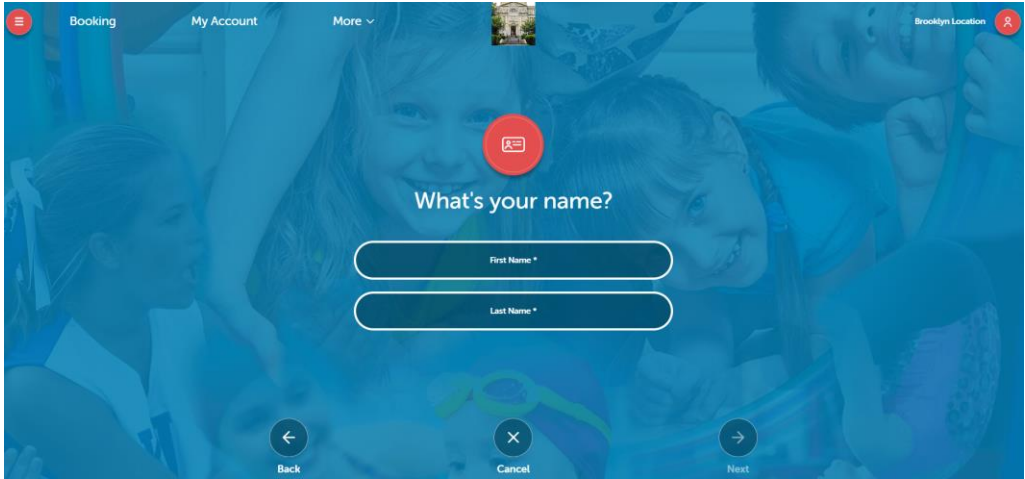 Booking
My Account
More
Brooklyn Location
What's your name?
First Name *
Last Name *
Back
Cancel
Next